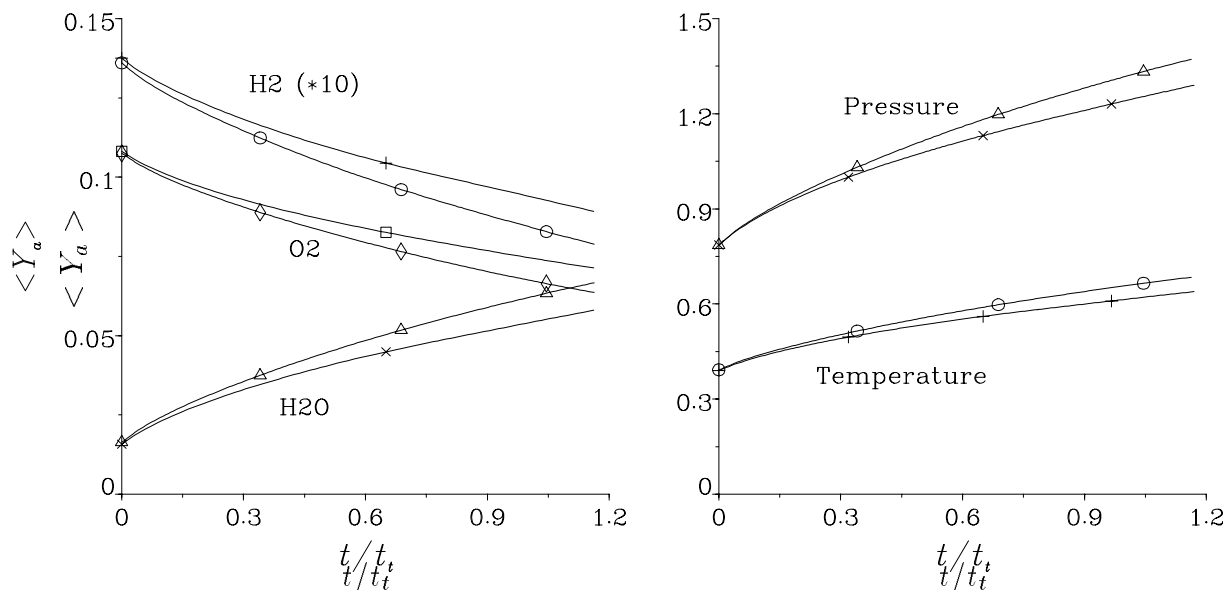 0.15
0.1
0.05
0
0
0.3
0.6
0.9
1.2
<Y_a>
<Y_a>
H2 (*10)
O2
H2O
t/t_t
t/t_t
1.5
1.2
0.9
0.6
0.3
0
0
0.3
0.6
0.9
1.2
Pressure
Temperature
t/t_t
t/t_t